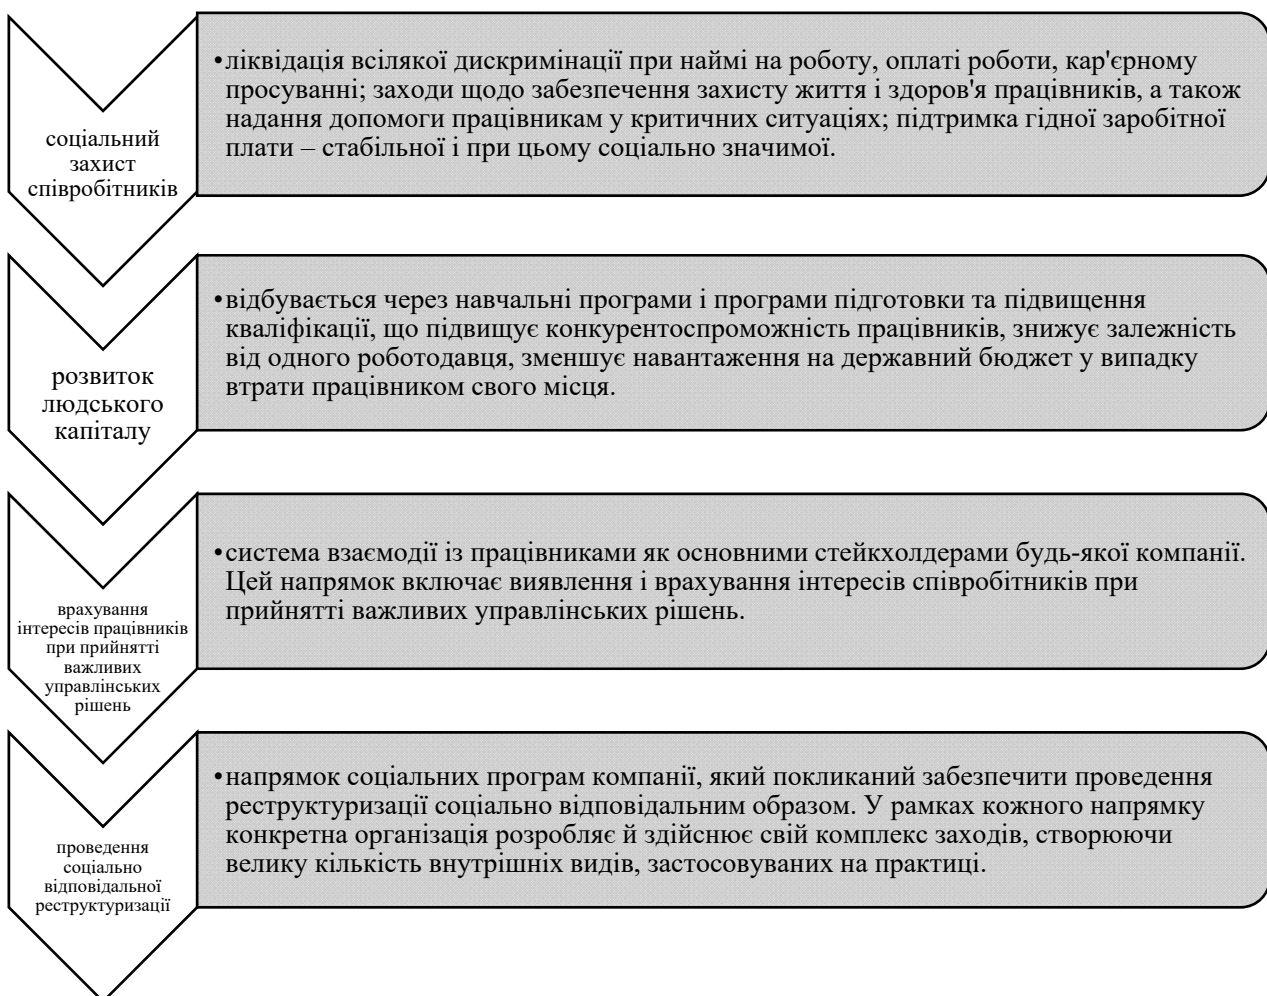 соціальний
захист
співробітників
•ліквідація всілякої дискримінації при наймі на роботу, оплаті роботи, кар'єрному
просуванні; заходи щодо забезпечення захисту життя і здоров'я працівників, а також
надання допомоги працівникам у критичних ситуаціях; підтримка гідної заробітної
плати – стабільної і при цьому соціально значимої.
розвиток
людського
капіталу
•відбувається через навчальні програми і програми підготовки та підвищення
кваліфікації, що підвищує конкурентоспроможність працівників, знижує залежність
від одного роботодавця, зменшує навантаження на державний бюджет у випадку
втрати працівником свого місця.
врахування
інтересів працівників
при прийнятті
важливих
управлінських
рішень
•система взаємодії із працівниками як основними стейкхолдерами будь-якої компанії.
Цей напрямок включає виявлення і врахування інтересів співробітників при
прийнятті важливих управлінських рішень.
проведення
соціально
відповідальної
реструктуризації
•напрямок соціальних програм компанії, який покликаний забезпечити проведення
реструктуризації соціально відповідальним образом. У рамках кожного напрямку
конкретна організація розробляє й здійснює свій комплекс заходів, створюючи
велику кількість внутрішніх видів, застосовуваних на практиці.